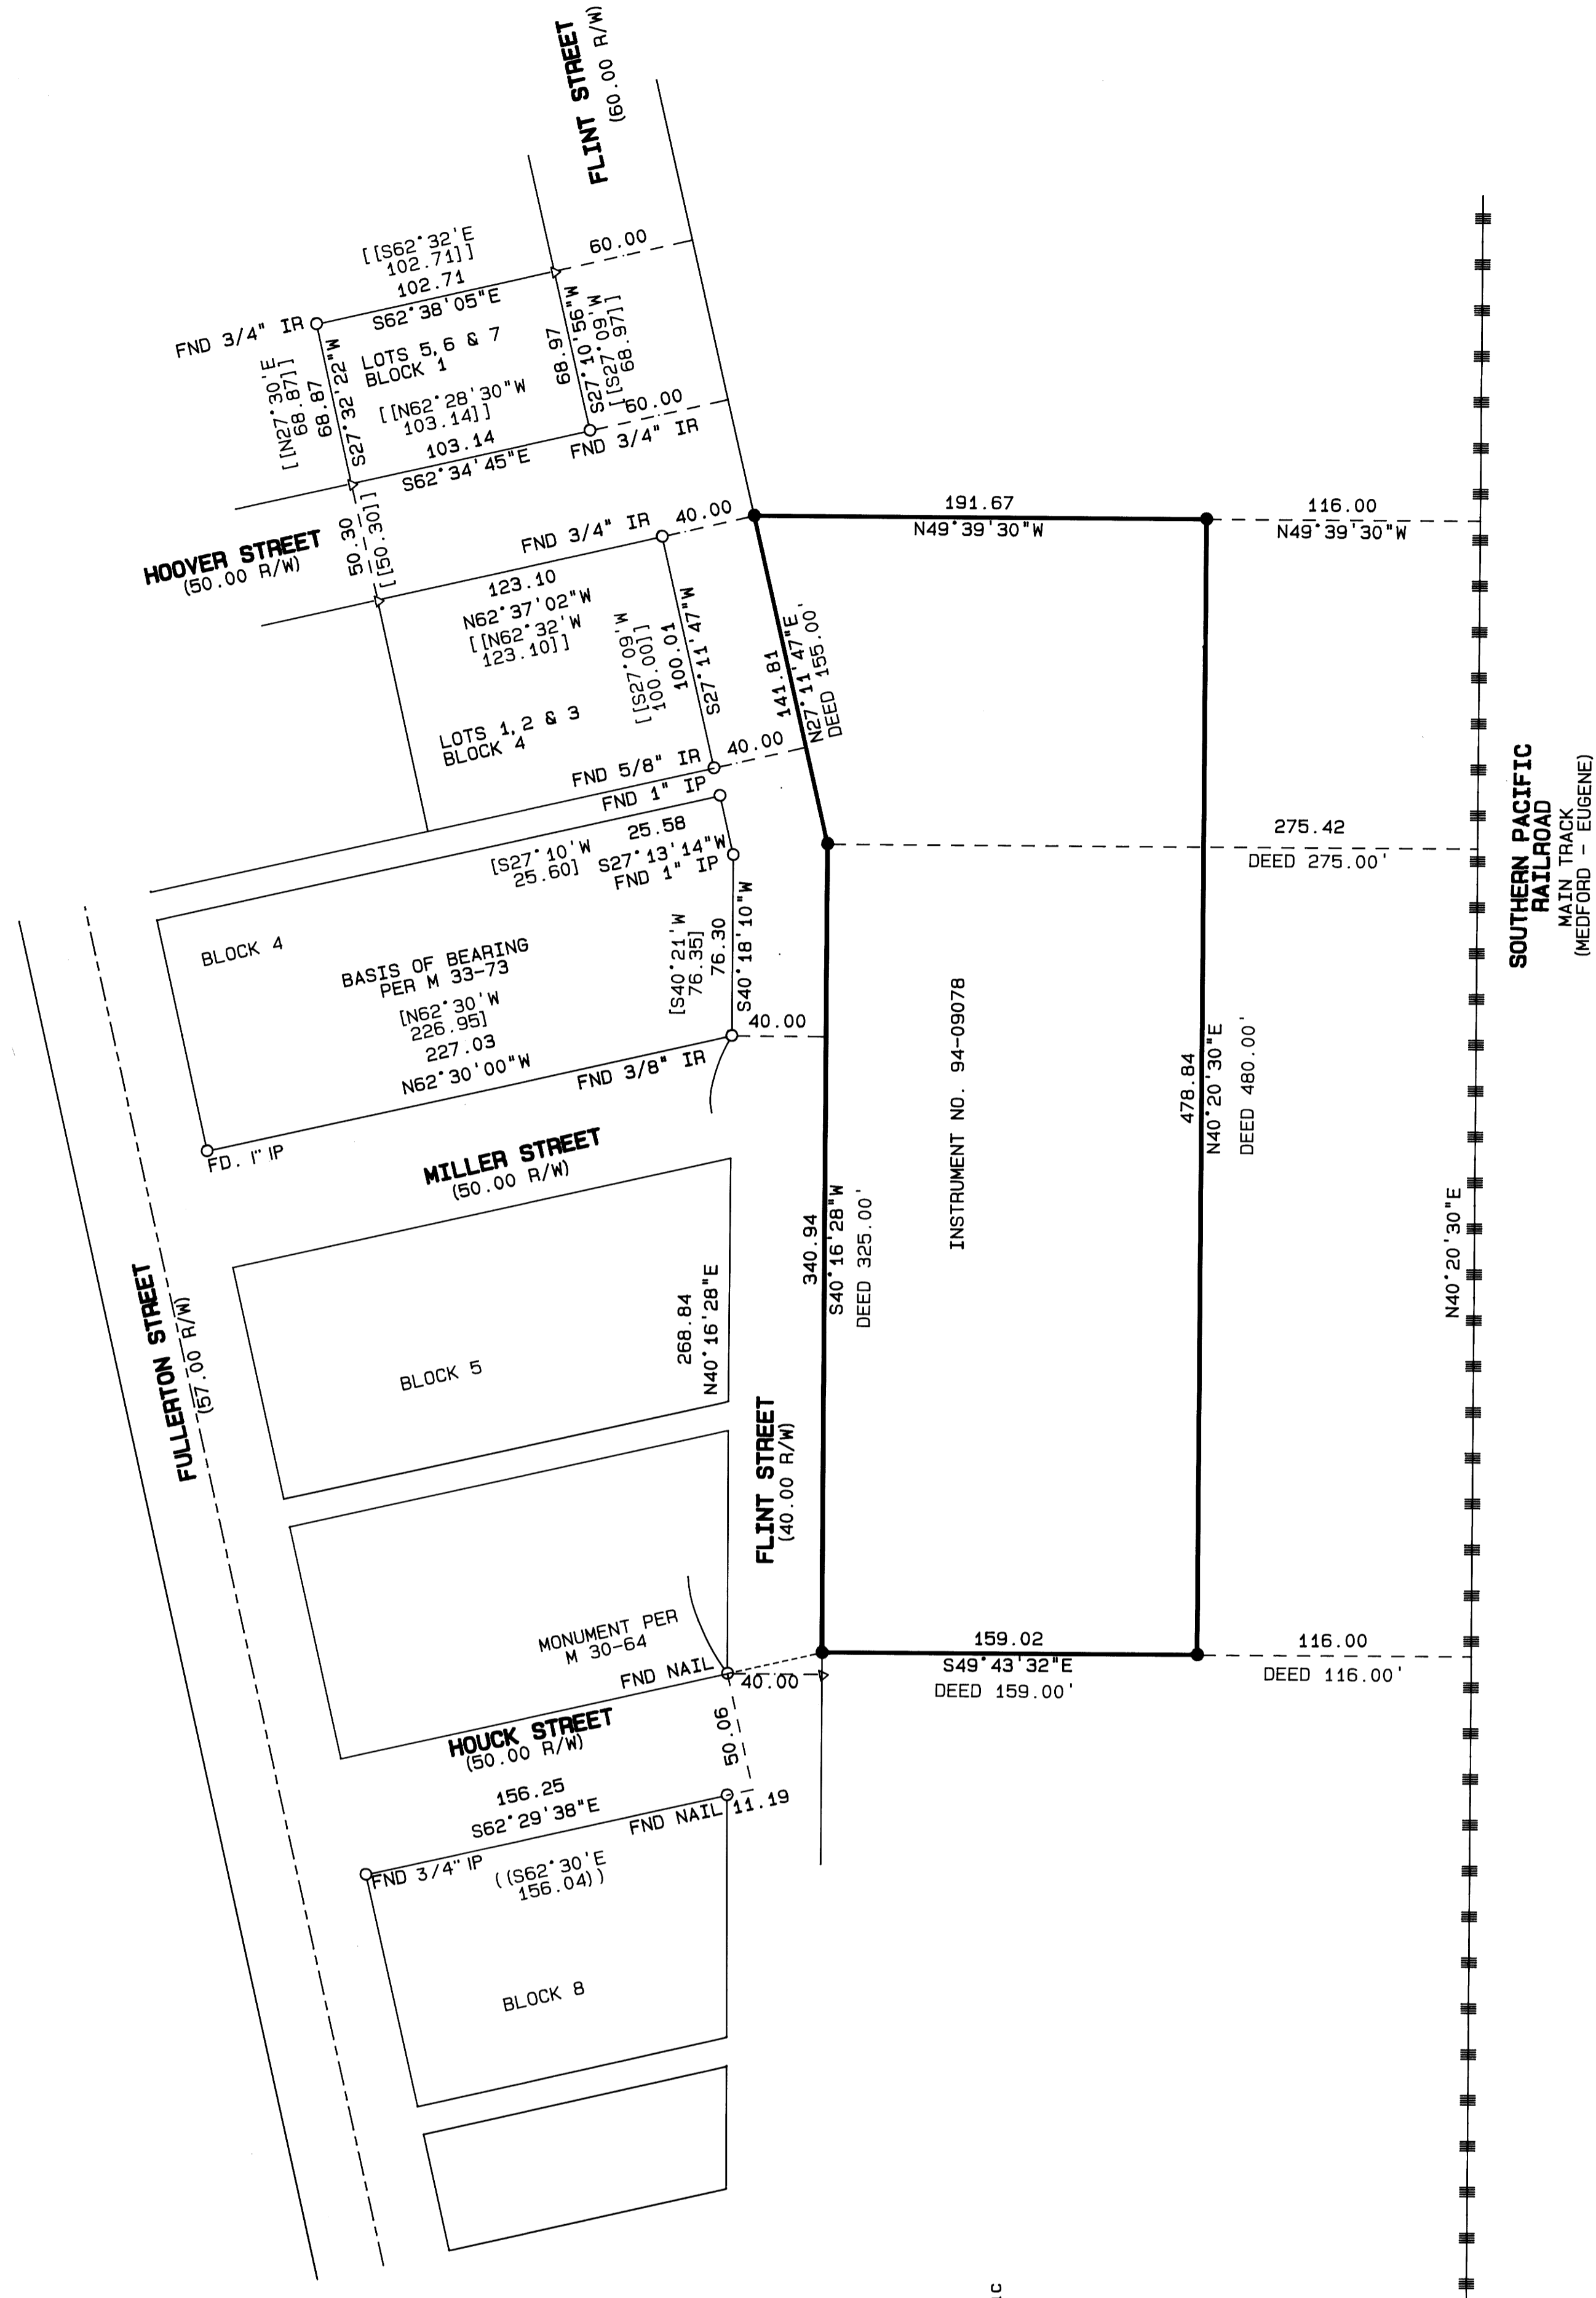 FLINT STREET
(60.00 R/W)
[[S62°32'E
102.71]]
102.71
S62°38'05"E
60.00
FND 3/4" IR
[[N27°30'E
68.87]]
68.87
S27°32'22"W
LOTS 5,6 & 7
BLOCK 1
68.97
S27°10'56"W
[[S27°09'W
68.97]]
[[N62°28'30"W
103.14]]
103.14
S62°34'45"E
60.00
FND 3/4" IR
HOOVER STREET
(50.00 R/W)
50.30
[[50.30]]
FND 3/4" IR
40.00
191.67
N49°39'30"W
116.00
N49°39'30"W
123.10
N62°37'02"W
[[N62°32'W
123.10]]
[[S27°09'W
100.00]]
100.01
S27°11'47"W
141.81
N27°11'47"E
DEED 155.00'
LOTS 1,2 & 3
BLOCK 4
FND 5/8" IR
40.00
FND 1" IP
25.58
[S27°10'W
25.60]
S27°13'14"W
FND 1" IP
275.42
DEED 275.00'
SOUTHERN PACIFIC
RAILROAD
MAIN TRACK
(MEDFORD - EUGENE)
BLOCK 4
BASIS OF BEARING
PER M 33-73
[N62°30'W
226.95]
227.03
N62°30'00"W
[S40°21'W
76.35]
76.30
S40°18'10"W
40.00
FND 3/8" IR
FD. 1" IP
MILLER STREET
(50.00 R/W)
INSTRUMENT NO. 94-09078
478.84
N40°20'30"E
DEED 480.00'
N40°20'30"E
340.94
S40°16'28"W
DEED 325.00'
FULLERTON STREET
(57.00 R/W)
BLOCK 5
268.84
N40°16'28"E
FLINT STREET
(40.00 R/W)
MONUMENT PER
M 30-64
FND NAIL
40.00
159.02
S49°43'32"E
DEED 159.00'
116.00
DEED 116.00'
HOUCK STREET
(50.00 R/W)
50.06
156.25
S62°29'38"E
FND NAIL
11.19
FND 3/4" IP
((S62°30'E
156.04))
BLOCK 8